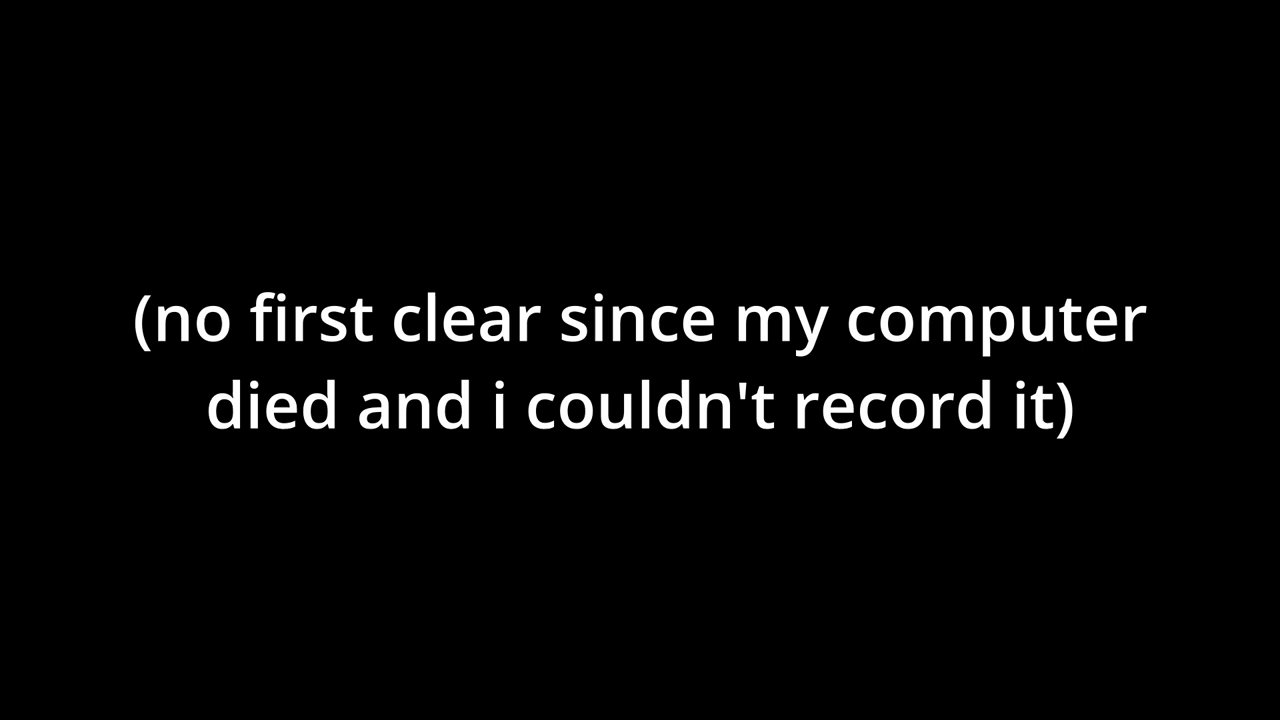 (no first clear since my computer
died and i couldn't record it)